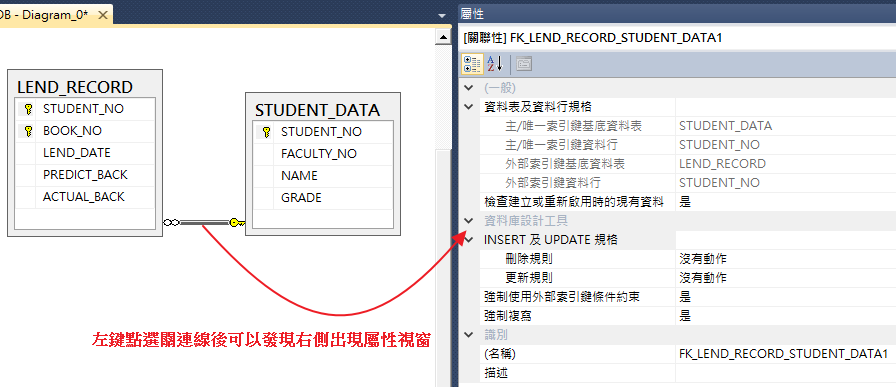 DB - Diagram_0*
LEND_RECORD
STUDENT_NO
BOOK_NO
LEND_DATE
PREDICT_BACK
ACTUAL_BACK
STUDENT_DATA
STUDENT_NO
FACULTY_NO
NAME
GRADE
左鍵點選關連線後可以發現右側出現屬性視窗
屬性
[關聯性] FK_LEND_RECORD_STUDENT_DATA1
(一般)
資料表及資料行規格
主/唯一索引鍵基底資料表 STUDENT_DATA
主/唯一索引鍵資料行 STUDENT_NO
外部索引鍵基底資料表 LEND_RECORD
外部索引鍵資料行 STUDENT_NO
檢查建立或重新啟用時的現有資料 是
資料庫設計工具
INSERT 及 UPDATE 規格
刪除規則 沒有動作
更新規則 沒有動作
強制使用外部索引鍵條件約束 是
強制複寫 是
識別
(名稱) FK_LEND_RECORD_STUDENT_DATA1
描述